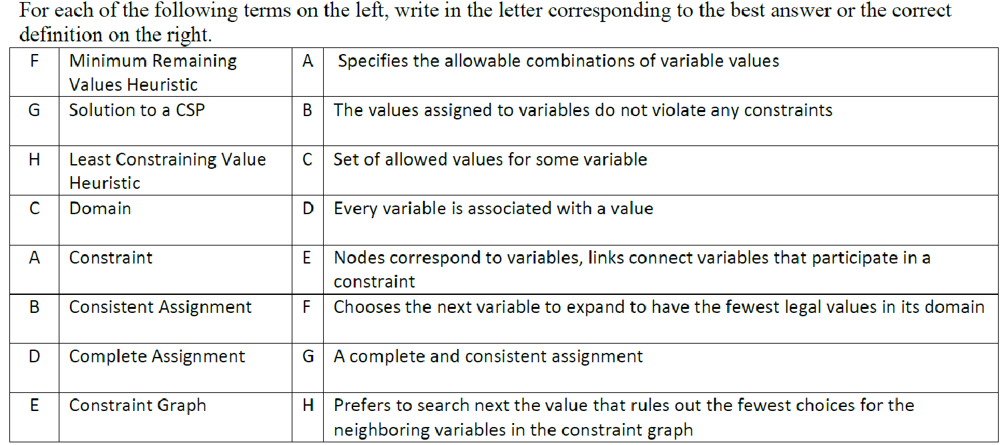 For each of the following terms on the left, write in the letter corresponding to the best answer or the correct
definition on the right.
F Minimum Remaining A Specifies the allowable combinations of variable values
Values Heuristic
G Solution to a CSP B The values assigned to variables do not violate any constraints
H Least Constraining Value C Set of allowed values for some variable
Heuristic
C Domain D Every variable is associated with a value
A Constraint E Nodes correspond to variables, links connect variables that participate in a
constraint
B Consistent Assignment F Chooses the next variable to expand to have the fewest legal values in its domain
D Complete Assignment G A complete and consistent assignment
E Constraint Graph H Prefers to search next the value that rules out the fewest choices for the
neighboring variables in the constraint graph